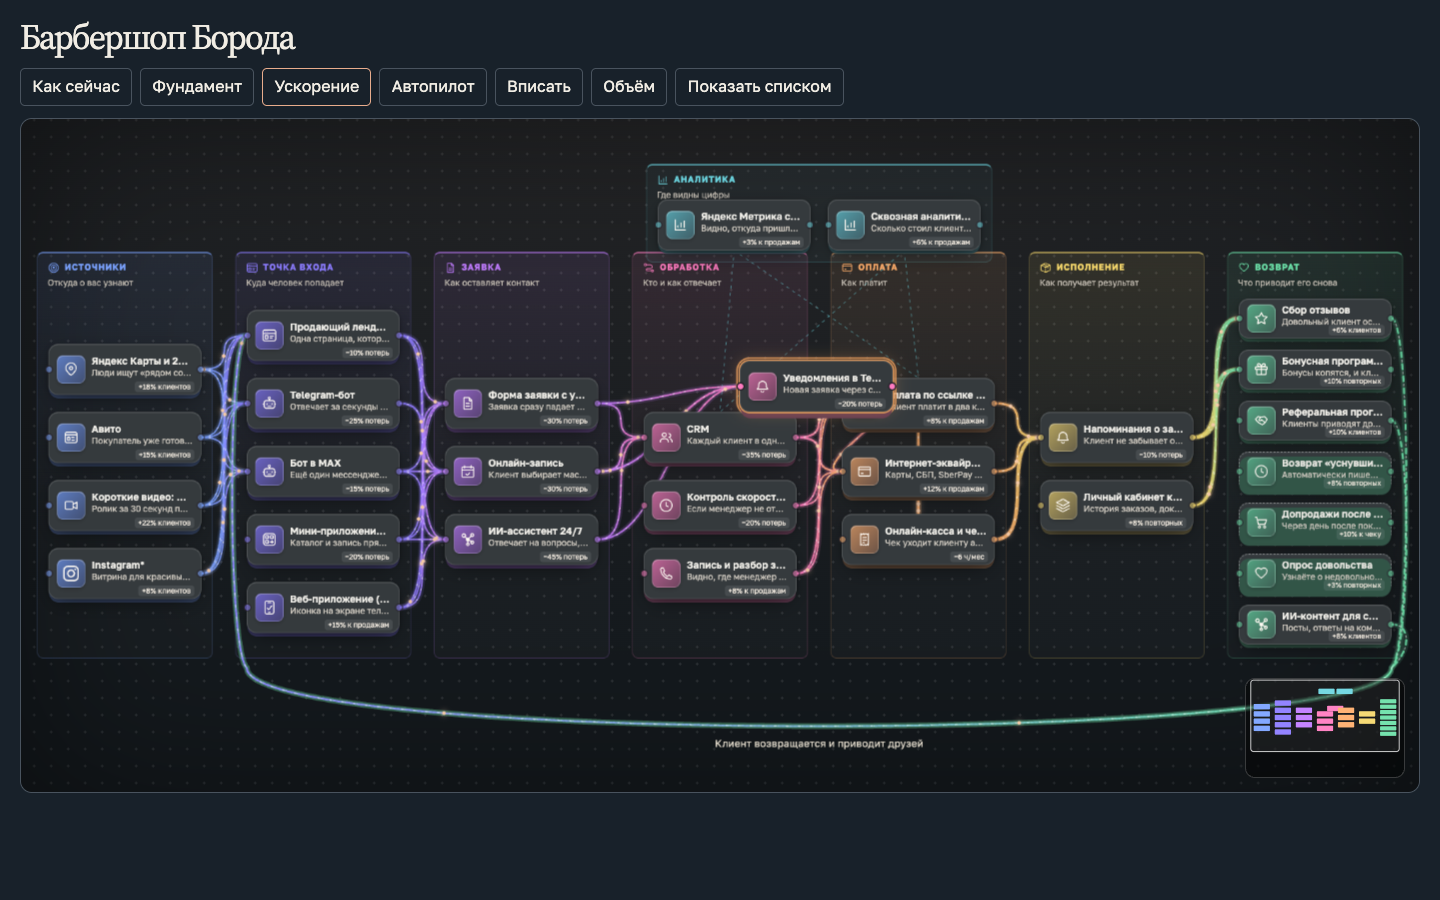 Барбершоп Борода
Как сейчас
Фундамент
Ускорение
Автопилот
Вписать
Объём
Показать списком
АНАЛИТИКА
Где видны цифры
Яндекс Метрика с...
Видно, откуда пришл...
+3% к продажам
Сквозная аналити...
Сколько стоил клиент...
+6% к продажам
ИСТОЧНИКИ
Откуда о вас узнают
Яндекс Карты и 2...
Люди ищут «рядом со...
+18% клиентов
Авито
Покупатель уже готов...
+15% клиентов
Короткие видео: ...
Ролик за 30 секунд п...
+22% клиентов
Instagram*
Витрина для красивы...
+8% клиентов
ТОЧКА ВХОДА
Куда человек попадает
Продающий ленд...
Одна страница, котор...
−10% потерь
Telegram-бот
Отвечает за секунды ...
−25% потерь
Бот в MAX
Ещё один мессендже...
−15% потерь
Мини-приложени...
Каталог и запись пря...
−20% потерь
Веб-приложение (...
Иконка на экране тел...
+15% к продажам
ЗАЯВКА
Как оставляет контакт
Форма заявки с у...
Заявка сразу падает ...
−30% потерь
Онлайн-запись
Клиент выбирает мас...
−30% потерь
ИИ-ассистент 24/7
Отвечает на вопросы,...
−45% потерь
ОБРАБОТКА
Кто и как отвечает
Уведомления в Те...
Новая заявка через с...
−20% потерь
CRM
Каждый клиент в одн...
−35% потерь
Контроль скорост...
Если менеджер не от...
−20% потерь
Запись и разбор з...
Видно, где менеджер ...
+8% к продажам
ОПЛАТА
Как платит
лата по ссылке ...
иент платит в два к...
+8% к продажам
Интернет-эквайр...
Карты, СБП, SberPay ...
+12% к продажам
Онлайн-касса и че...
Чек уходит клиенту а...
−6 ч/мес
ИСПОЛНЕНИЕ
Как получает результат
Напоминания о за...
Клиент не забывает о...
−10% потерь
Личный кабинет к...
История заказов, док...
+8% повторных
ВОЗВРАТ
Что приводит его снова
Сбор отзывов
Довольный клиент ос...
+6% клиентов
Бонусная програм...
Бонусы копятся, и кл...
+10% повторных
Реферальная прог...
Клиенты приводят др...
+10% клиентов
Возврат «уснувши...
Автоматически пише...
+8% повторных
Допродажи после ...
Через день после пок...
+10% к чеку
Опрос довольства
Узнаёте о недовольно...
+3% повторных
ИИ-контент для с...
Посты, ответы на ком...
+8% клиентов
Клиент возвращается и приводит друзей